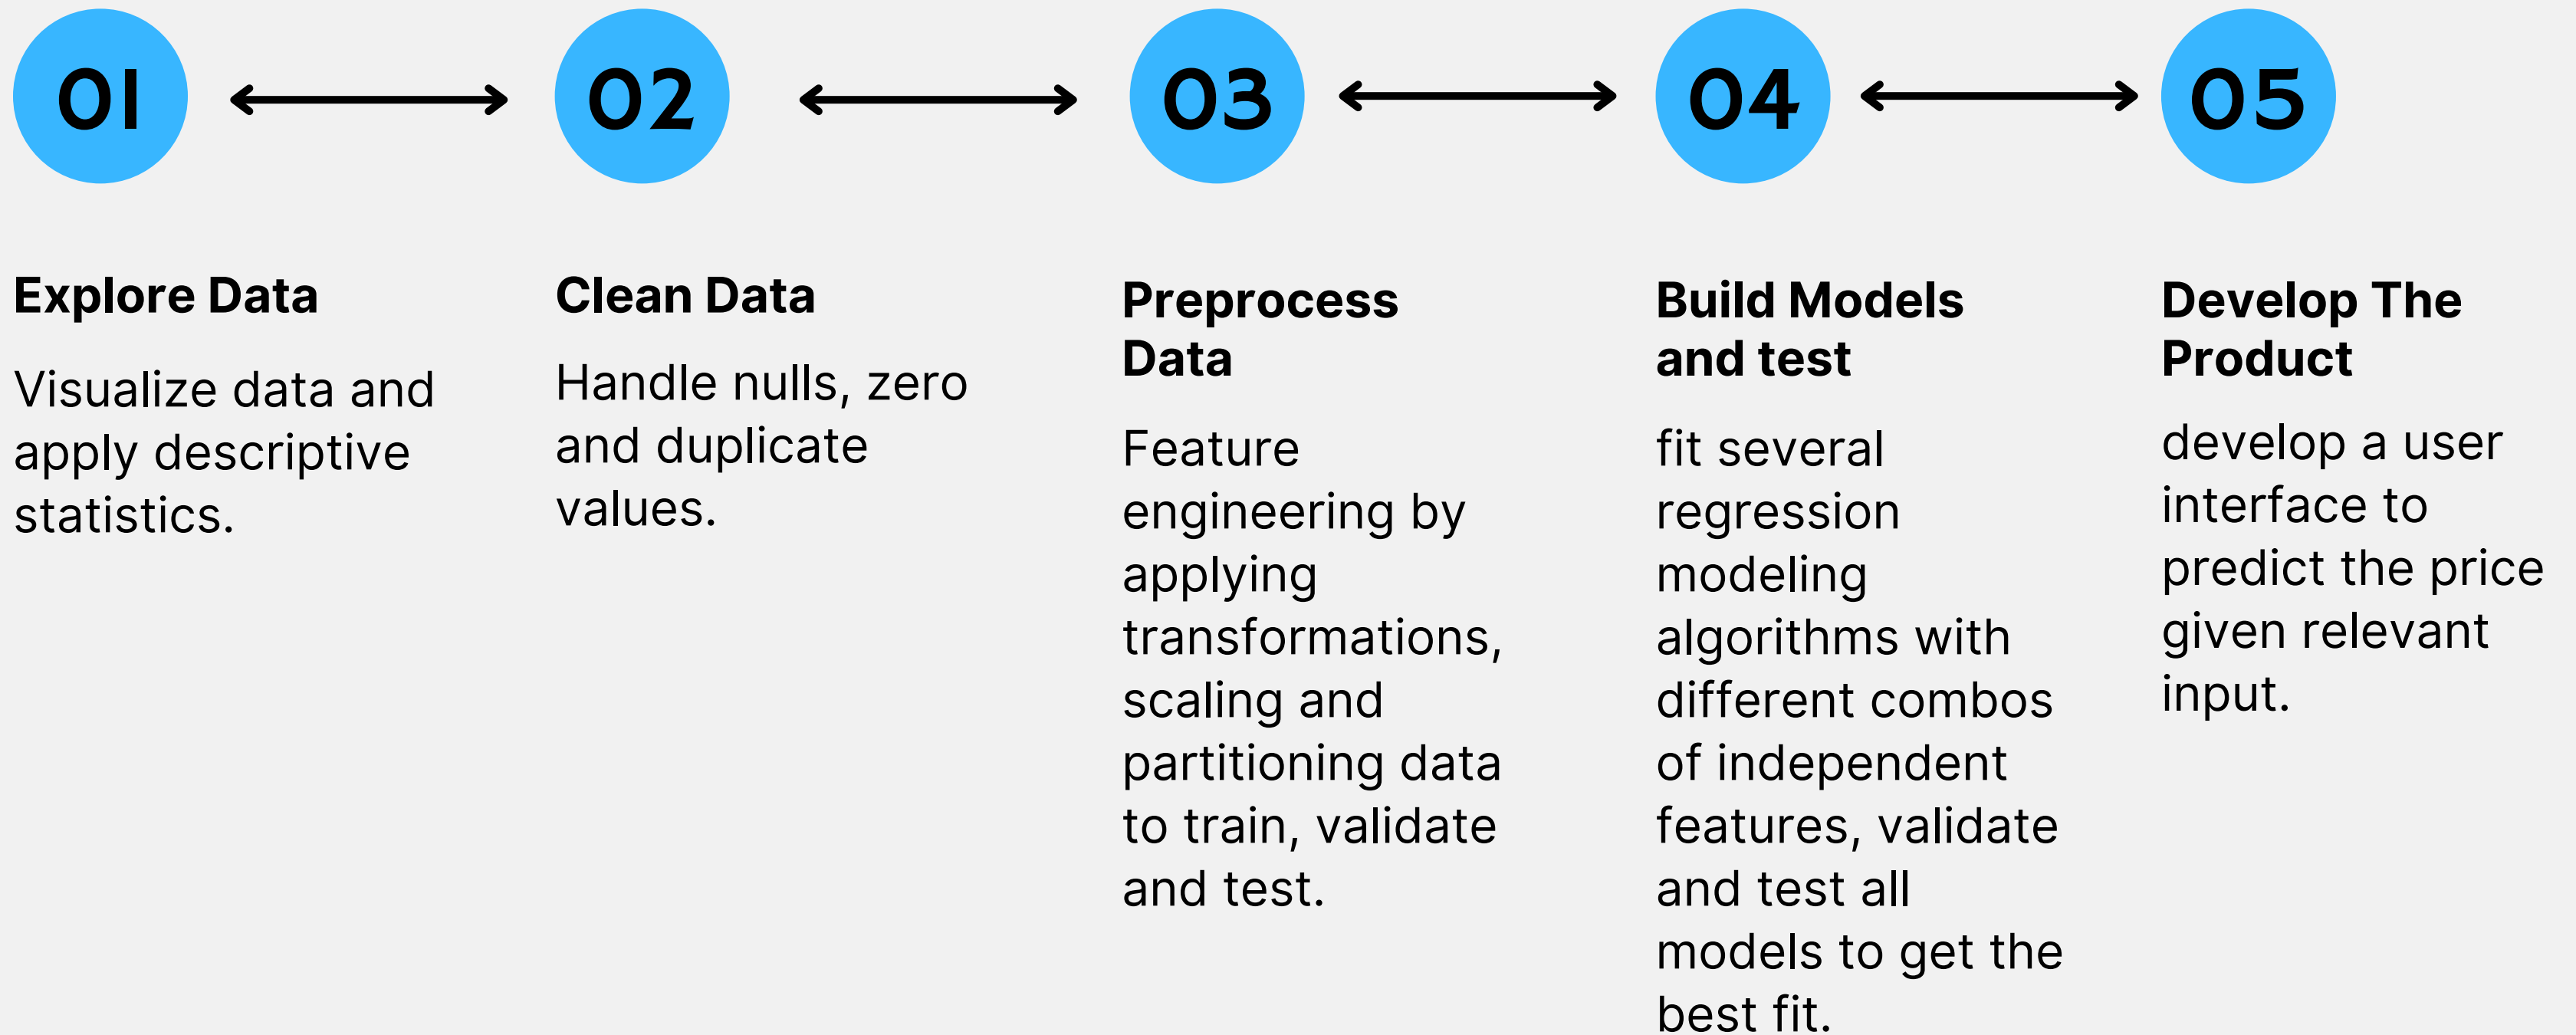 01
02
03
04
05
Explore Data
Visualize data and
apply descriptive
statistics.
Clean Data
Handle nulls, zero
and duplicate
values.
Preprocess
Data
Feature
engineering by
applying
transformations,
scaling and
partitioning data
to train, validate
and test.
Build Models
and test
fit several
regression
modeling
algorithms with
different combos
of independent
features, validate
and test all
models to get the
best fit.
Develop The
Product
develop a user
interface to
predict the price
given relevant
input.